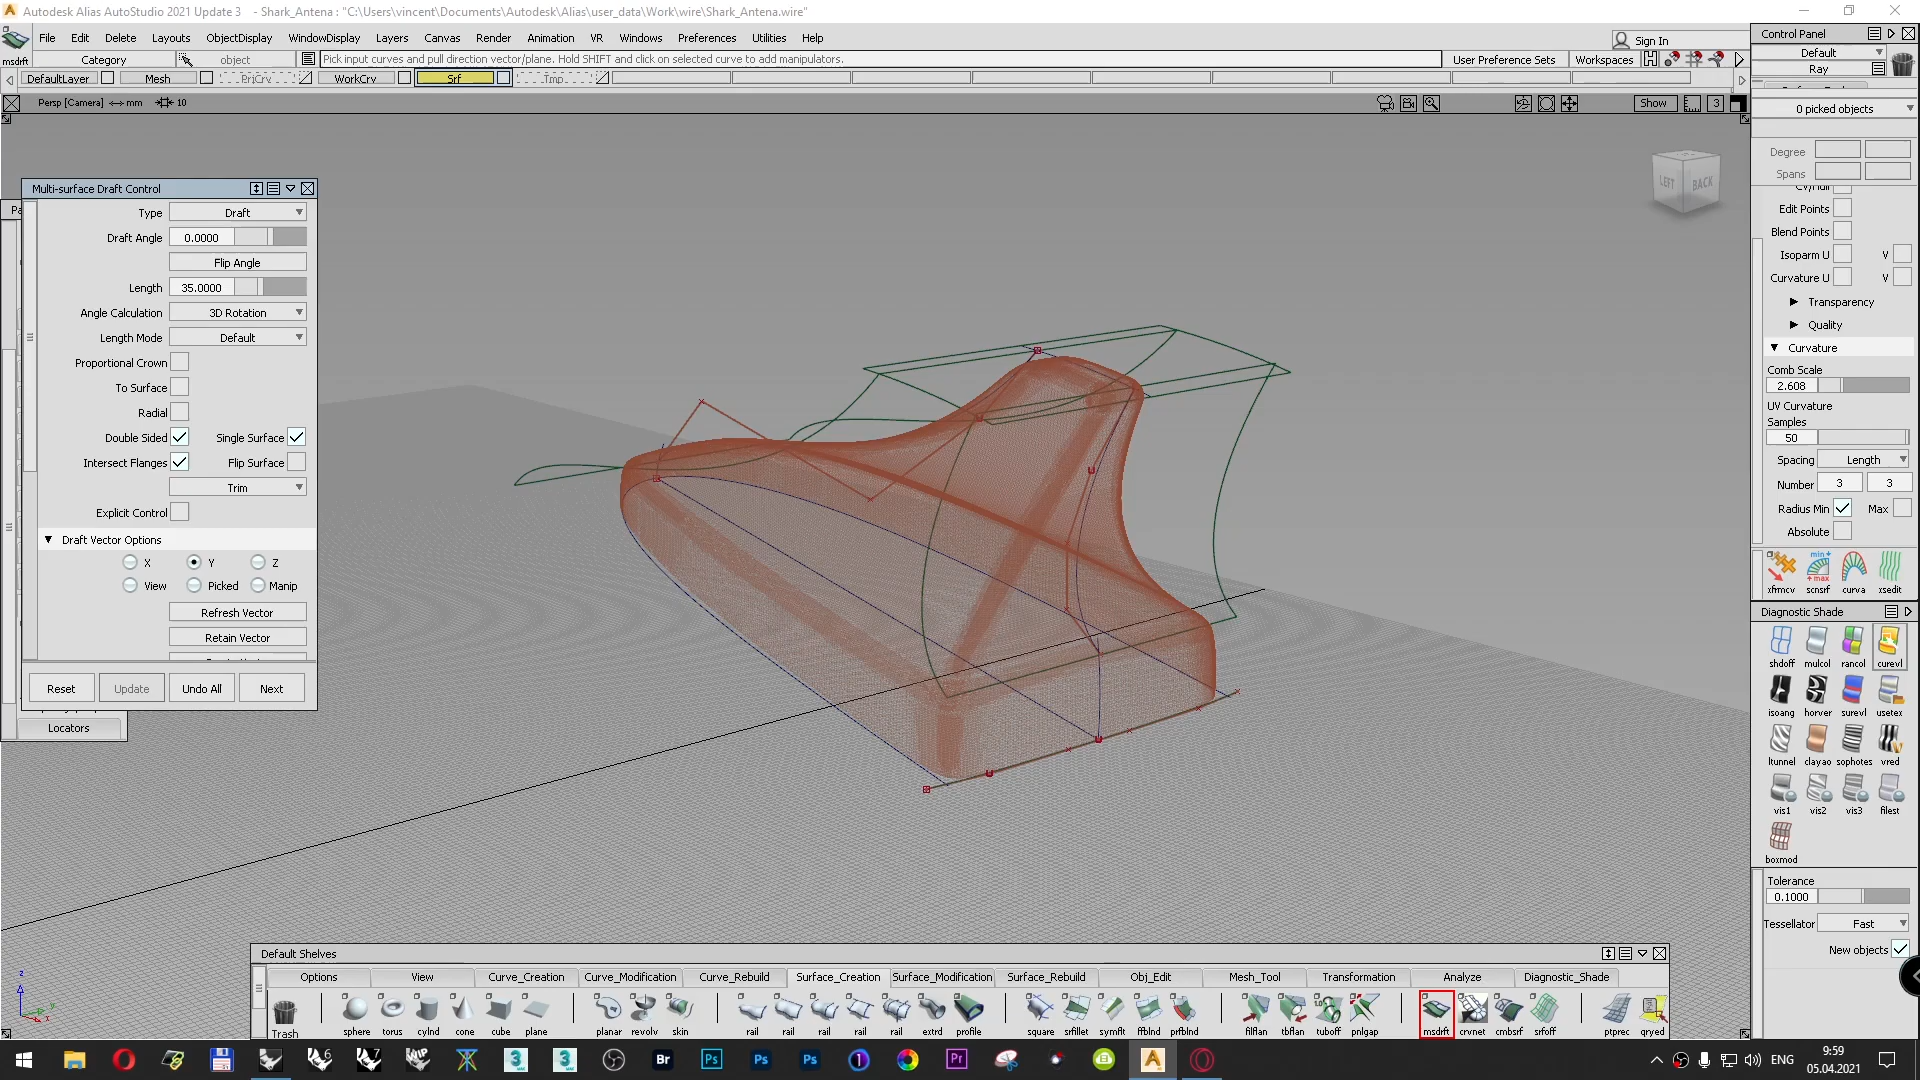 Autodesk Alias AutoStudio 2021 Update 3 - Shark_Antena : "C:\Users\vincent\Documents\Autodesk\Alias\user_data\Work\wire\Shark_Antena.wire"
File Edit Delete Layouts ObjectDisplay WindowDisplay Layers Canvas Render Animation VR Windows Preferences Utilities Help
Sign In
msdrft Category object Pick input curves and pull direction vector/plane. Hold SHIFT and click on selected curve to add manipulators. User Preference Sets Workspaces
DefaultLayer Mesh PrjCrv WorkCrv Srf Tmp
Persp [Camera] mm 10 Show 3
LEFT BACK
Multi-surface Draft Control
Type Draft
Draft Angle 0.0000
Flip Angle
Length 35.0000
Angle Calculation 3D Rotation
Length Mode Default
Proportional Crown
To Surface
Radial
Double Sided Single Surface
Intersect Flanges Flip Surface
Trim
Explicit Control
Draft Vector Options
X Y Z
View Picked Manip
Refresh Vector
Retain Vector
Reset Update Undo All Next
Pa
Locators
Control Panel
Default
Ray
0 picked objects
Degree
Spans
CV/Hull
Edit Points
Blend Points
Isoparm U V
Curvature U V
Transparency
Quality
Curvature
Comb Scale
2.608
UV Curvature
Samples
50
Spacing Length
Number 3 3
Radius Min Max
Absolute
min
max
xfrmcv scnsrf curva xsedit
Diagnostic Shade
shdoff mulcol rancol curevl
isoang horver surevl usetex
ltunnel clayao sophotes vred
vis1 vis2 vis3 filest
boxmod
Tolerance
0.1000
Tessellator Fast
New objects
z
y
x
Default Shelves
Options View Curve_Creation Curve_Modification Curve_Rebuild Surface_Creation Surface_Modification Surface_Rebuild Obj_Edit Mesh_Tool Transformation Analyze Diagnostic_Shade
Trash sphere torus cylnd cone cube plane planar revolv skin rail rail rail rail rail extrd profile square srfillet symflt ffblnd prfblnd filflan tbflan tuboff pnlgap msdrft crvnet cmbsrf srfoff ptprec qryed
ENG
9:59
05.04.2021